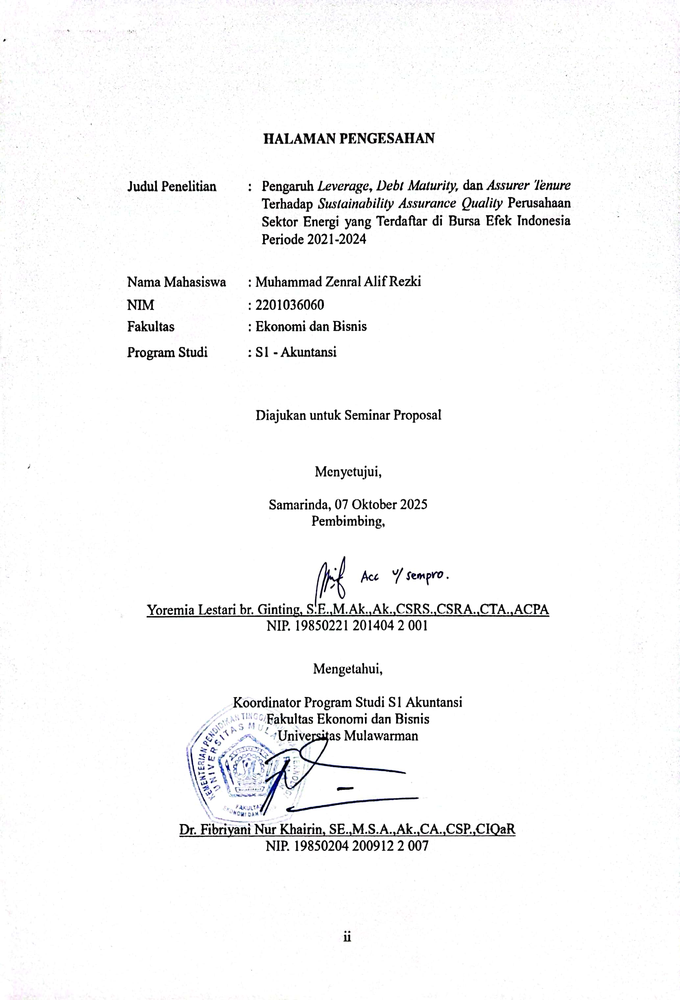 HALAMAN PENGESAHAN
Judul Penelitian : Pengaruh Leverage, Debt Maturity, dan Assurer Tenure
Terhadap Sustainability Assurance Quality Perusahaan
Sektor Energi yang Terdaftar di Bursa Efek Indonesia
Periode 2021-2024
Nama Mahasiswa : Muhammad Zenral Alif Rezki
NIM : 2201036060
Fakultas : Ekonomi dan Bisnis
Program Studi : S1 - Akuntansi
Diajukan untuk Seminar Proposal
Menyetujui,
Samarinda, 07 Oktober 2025
Pembimbing,
Acc u/ sempro.
Yoremia Lestari br. Ginting, S.E.,M.Ak.,Ak.,CSRS.,CSRA.,CTA.,ACPA
NIP. 19850221 201404 2 001
Mengetahui,
Koordinator Program Studi S1 Akuntansi
Fakultas Ekonomi dan Bisnis
Universitas Mulawarman
KEMENTERIAN PENDIDIKAN TINGGI
UNIVERSITAS MULAWARMAN
FAKULTAS
EKONOMI DAN
Dr. Fibriyani Nur Khairin, SE.,M.S.A.,Ak.,CA.,CSP.,CIQaR
NIP. 19850204 200912 2 007
ii